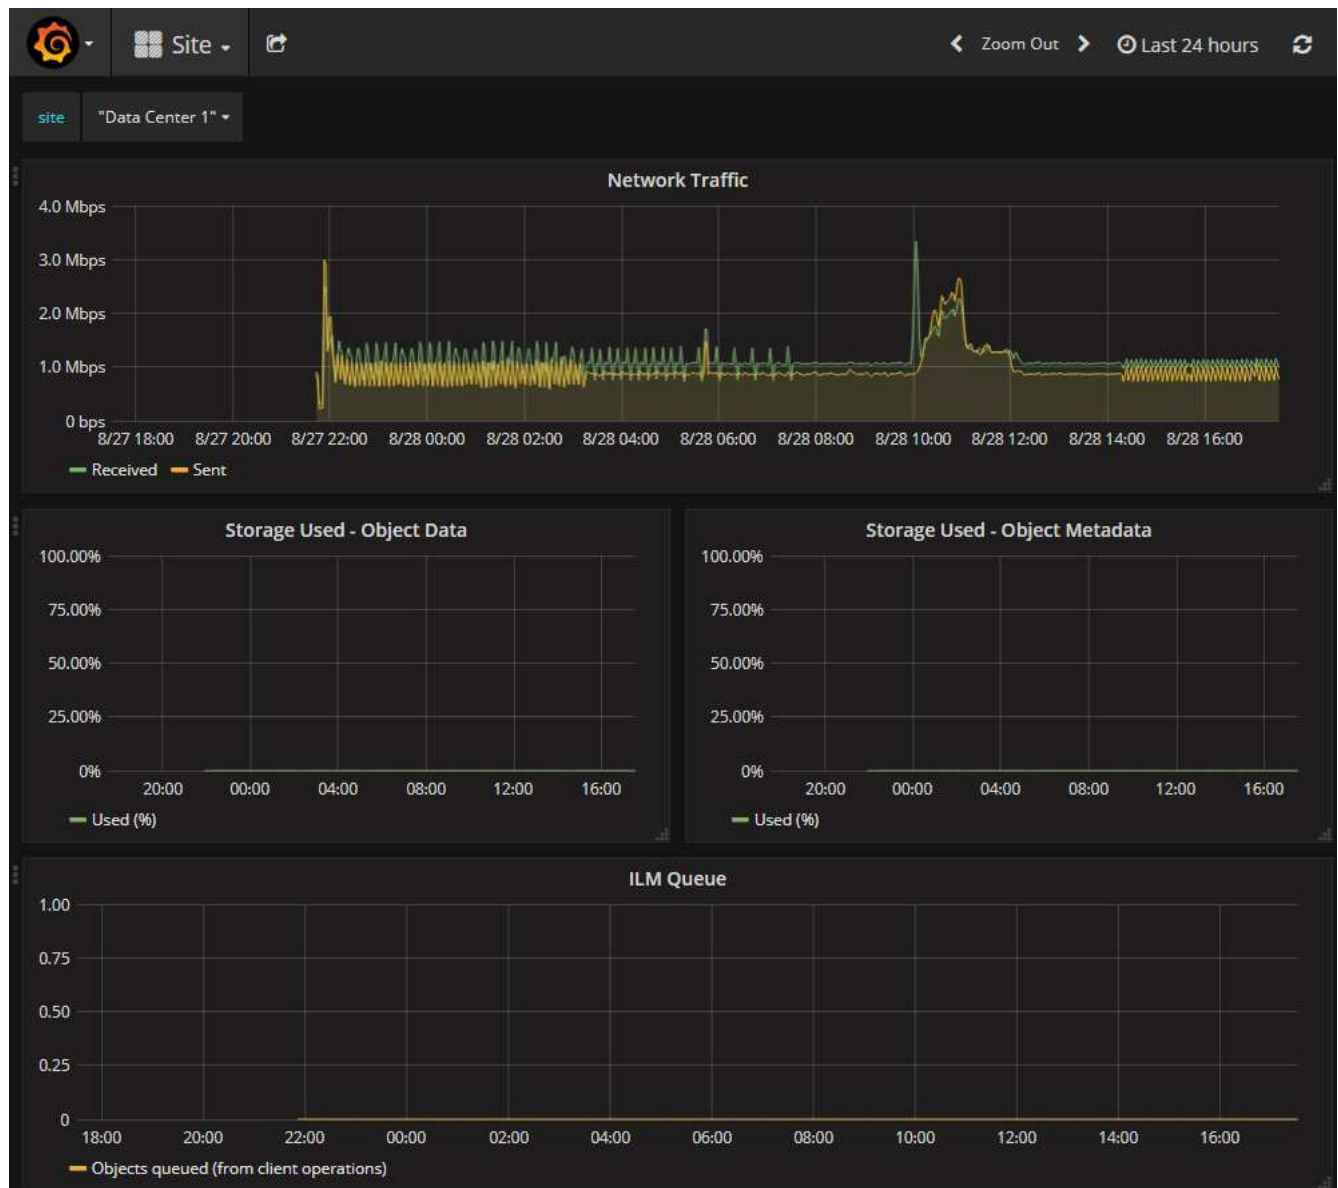 Site
Zoom Out
Last 24 hours
site
"Data Center 1"
Network Traffic
4.0 Mbps
3.0 Mbps
2.0 Mbps
1.0 Mbps
0 bps
8/27 18:00 8/27 20:00 8/27 22:00 8/28 00:00 8/28 02:00 8/28 04:00 8/28 06:00 8/28 08:00 8/28 10:00 8/28 12:00 8/28 14:00 8/28 16:00
Received Sent
Storage Used - Object Data
100.00%
75.00%
50.00%
25.00%
0%
20:00 00:00 04:00 08:00 12:00 16:00
Used (%)
Storage Used - Object Metadata
100.00%
75.00%
50.00%
25.00%
0%
20:00 00:00 04:00 08:00 12:00 16:00
Used (%)
ILM Queue
1.00
0.75
0.50
0.25
0
18:00 20:00 22:00 00:00 02:00 04:00 06:00 08:00 10:00 12:00 14:00 16:00
Objects queued (from client operations)